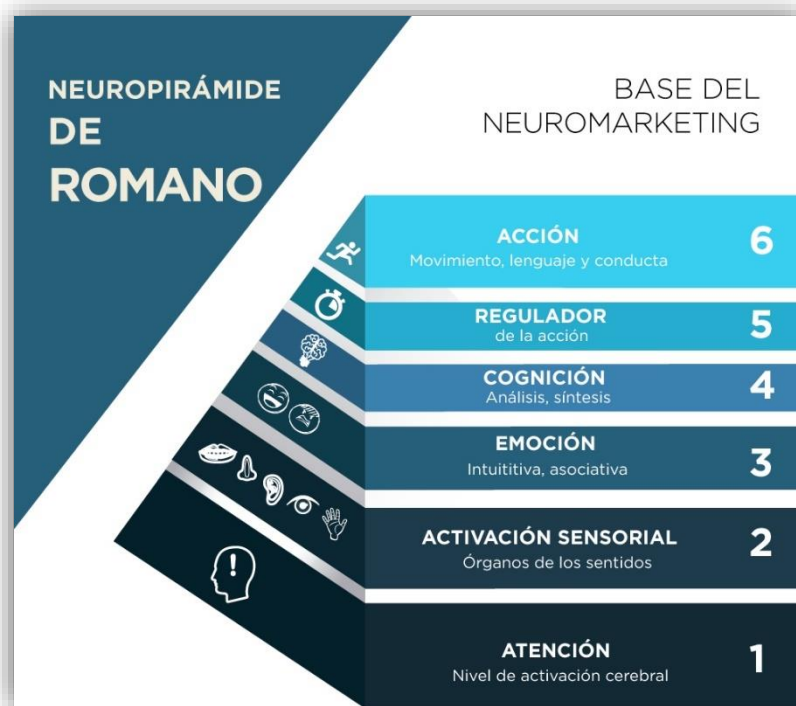 NEUROPIRÁMIDE
DE
ROMANO
BASE DEL
NEUROMARKETING
ACCIÓN
Movimiento, lenguaje y conducta
6
REGULADOR
de la acción
5
COGNICIÓN
Análisis, síntesis
4
EMOCIÓN
Intuititiva, asociativa
3
ACTIVACIÓN SENSORIAL
Órganos de los sentidos
2
ATENCIÓN
Nivel de activación cerebral
1